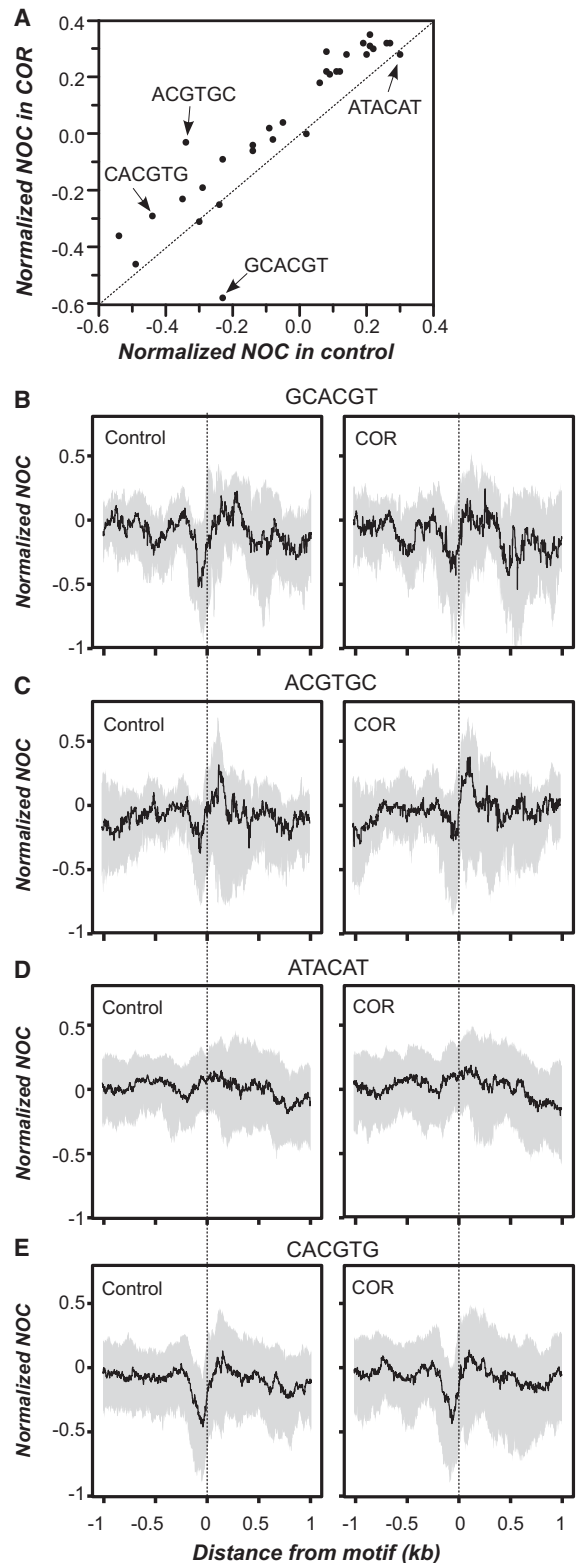 A
Normalized NOC in COR
0.4
0.2
0.0
-0.2
-0.4
-0.6
ACGTGC
CACGTG
ATACAT
GCACGT
-0.6 -0.4 -0.2 0.0 0.2 0.4
Normalized NOC in control
B
GCACGT
Normalized NOC
0.5
0
-0.5
-1
Control
COR
C
ACGTGC
Normalized NOC
0.5
0
-0.5
-1
Control
COR
D
ATACAT
Normalized NOC
0.5
0
-0.5
-1
Control
COR
E
CACGTG
Normalized NOC
0.5
0
-0.5
-1
Control
COR
-1 -0.5 0 0.5 1 -1 -0.5 0 0.5 1
Distance from motif (kb)